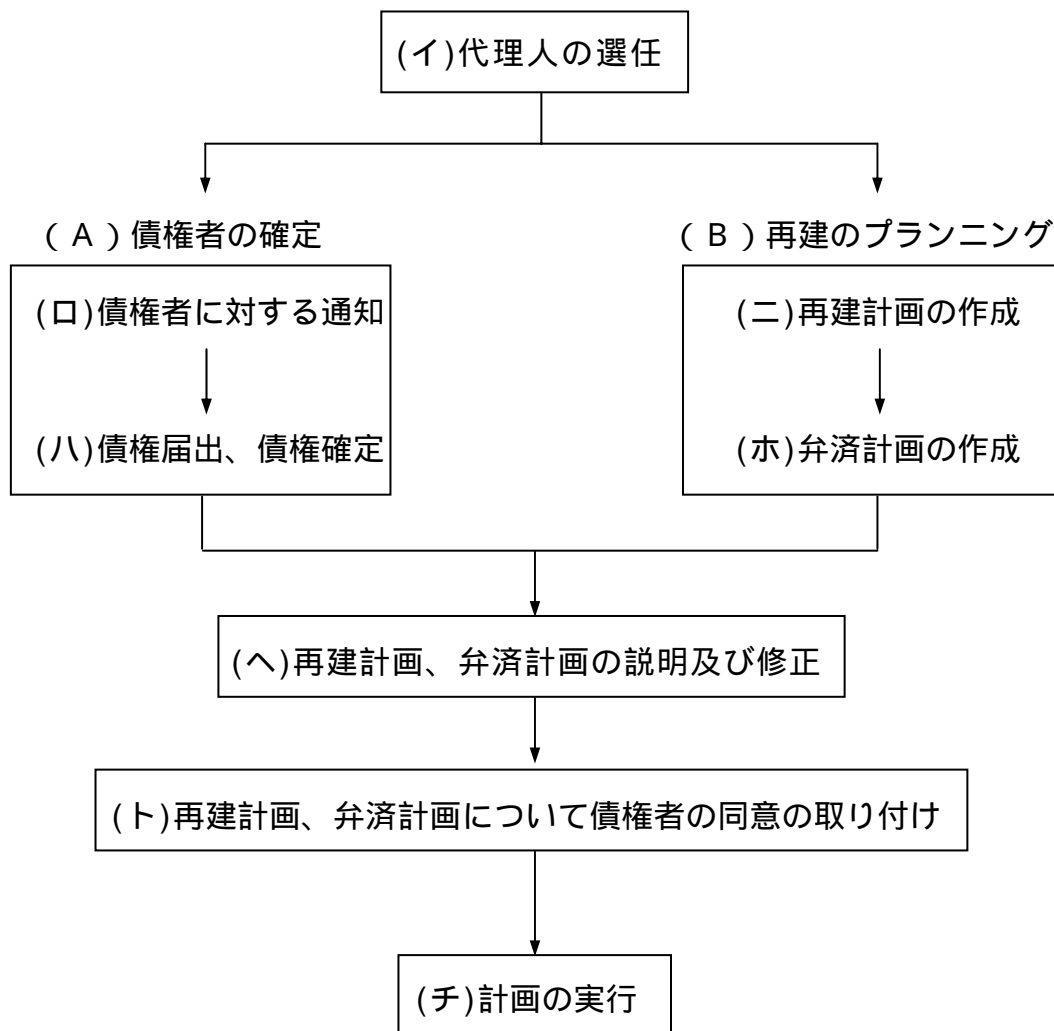 (イ)代理人の選任
(A)債権者の確定
(ロ)債権者に対する通知
(ハ)債権届出、債権確定
(B)再建のプランニング
(ニ)再建計画の作成
(ホ)弁済計画の作成
(ヘ)再建計画、弁済計画の説明及び修正
(ト)再建計画、弁済計画について債権者の同意の取り付け
(チ)計画の実行